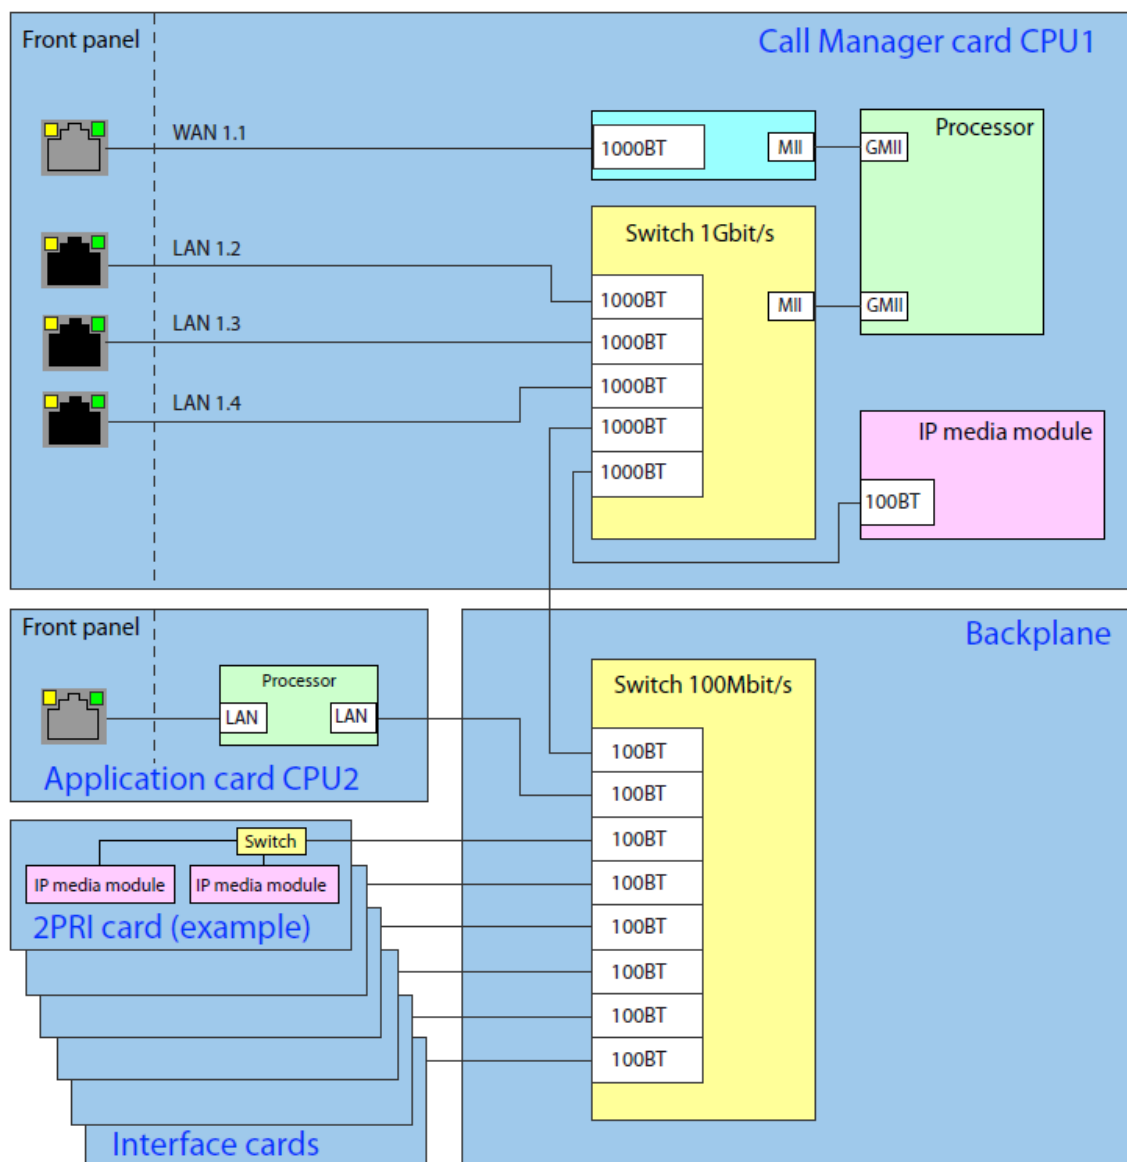 Front panel
Call Manager card CPU1
WAN 1.1
1000BT
MII
GMII
Processor
LAN 1.2
LAN 1.3
LAN 1.4
Switch 1Gbit/s
1000BT
MII
GMII
1000BT
1000BT
1000BT
1000BT
IP media module
100BT
Front panel
Processor
LAN
LAN
Application card CPU2
Backplane
Switch 100Mbit/s
100BT
100BT
100BT
100BT
100BT
100BT
100BT
100BT
Switch
IP media module
IP media module
2PRI card (example)
Interface cards